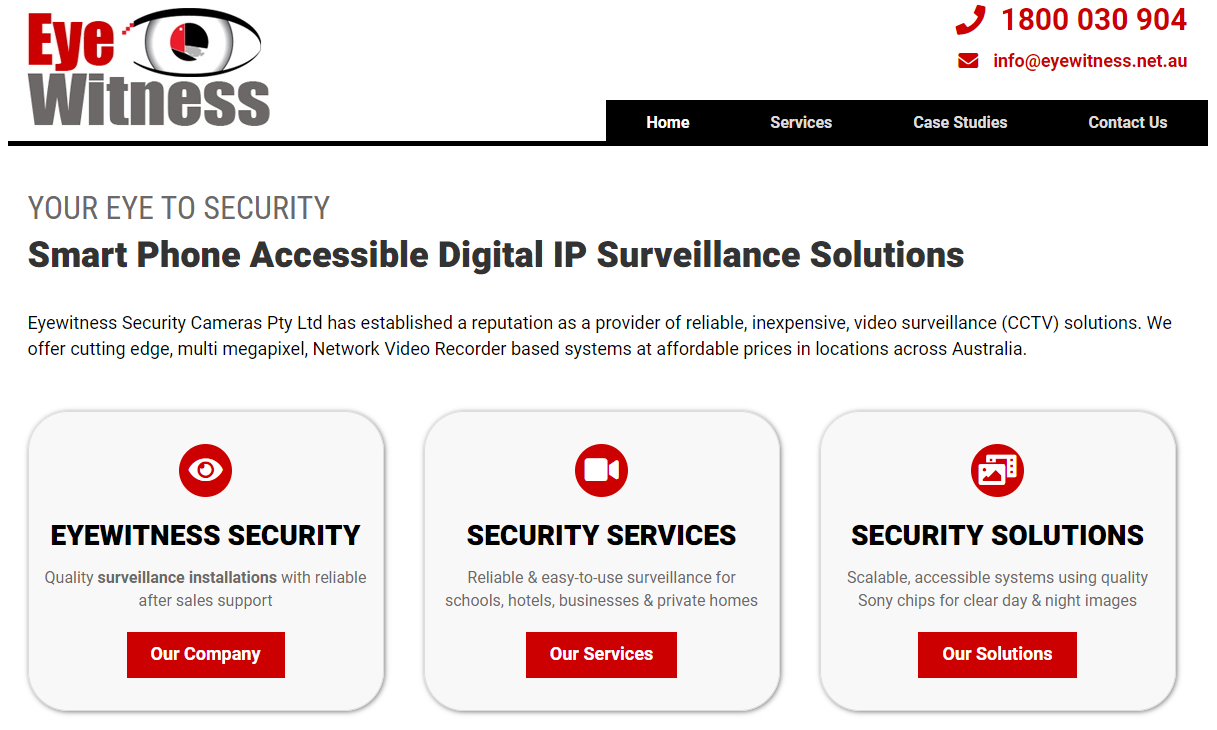 Eye
Witness
1800 030 904
info@eyewitness.net.au
Home Services Case Studies Contact Us
YOUR EYE TO SECURITY
Smart Phone Accessible Digital IP Surveillance Solutions
Eyewitness Security Cameras Pty Ltd has established a reputation as a provider of reliable, inexpensive, video surveillance (CCTV) solutions. We
offer cutting edge, multi megapixel, Network Video Recorder based systems at affordable prices in locations across Australia.
EYEWITNESS SECURITY
Quality surveillance installations with reliable
after sales support
Our Company
SECURITY SERVICES
Reliable & easy-to-use surveillance for
schools, hotels, businesses & private homes
Our Services
SECURITY SOLUTIONS
Scalable, accessible systems using quality
Sony chips for clear day & night images
Our Solutions